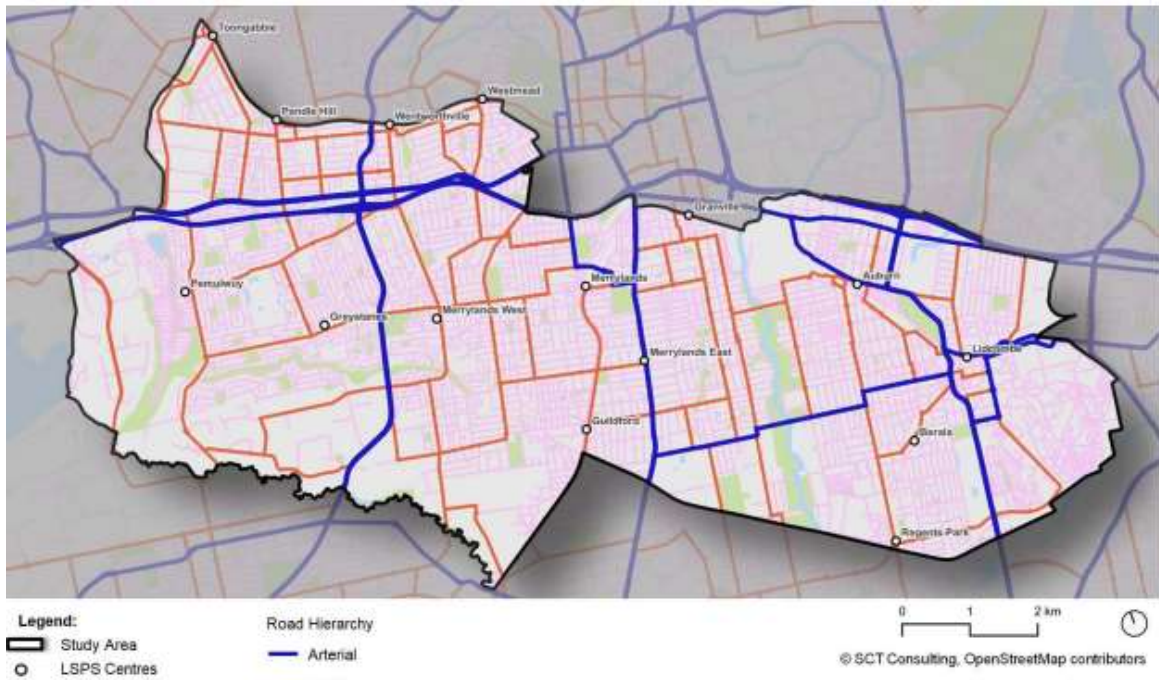 Toongabbie
Westmead
Pendle Hill
Wentworthville
Granville
Pemulwuy
Merrylands
Auburn
Greystanes
Merrylands West
Merrylands East
Lidcombe
Guildford
Berala
Regents Park
Legend:
Study Area
LSPS Centres
Road Hierarchy
Arterial
0 1 2 km
© SCT Consulting, OpenStreetMap contributors